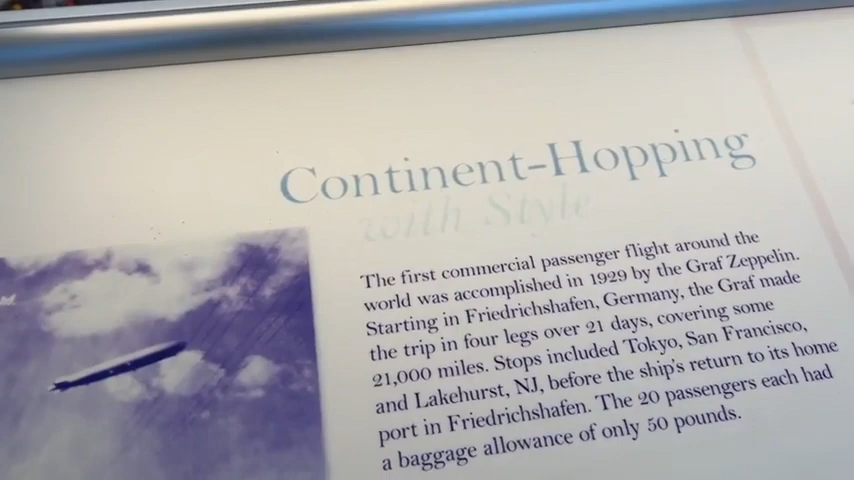 Continent-Hopping
with Style
The first commercial passenger flight around the
world was accomplished in 1929 by the Graf Zeppelin.
Starting in Friedrichshafen, Germany, the Graf made
the trip in four legs over 21 days, covering some
21,000 miles. Stops included Tokyo, San Francisco,
and Lakehurst, NJ, before the ship's return to its home
port in Friedrichshafen. The 20 passengers each had
a baggage allowance of only 50 pounds.